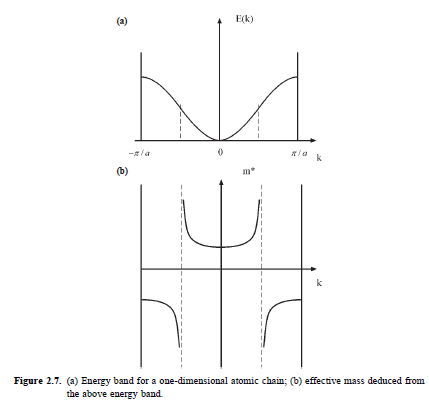 (a)
E(k)
−π/a
0
π/a
k
(b)
m*
k
Figure 2.7. (a) Energy band for a one-dimensional atomic chain; (b) effective mass deduced from
the above energy band.